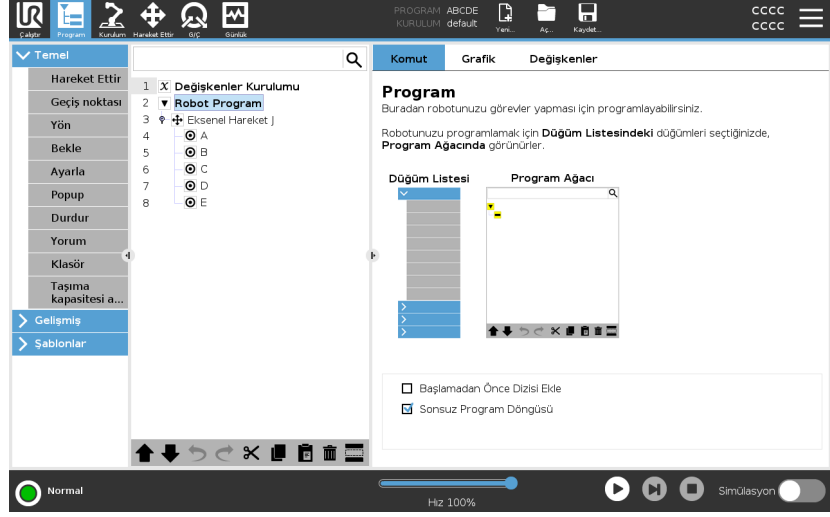 UR
Çalıştır
Program
Kurulum
Hareket Ettir
G/Ç
Günlük
PROGRAM ABCDE
KURULUM default
Yeni...
Aç...
Kaydet...
CCCC
CCCC
Temel
Hareket Ettir
Geçiş noktası
Yön
Bekle
Ayarla
Popup
Durdur
Yorum
Klasör
Taşıma
kapasitesi a...
Gelişmiş
Şablonlar
1 X Değişkenler Kurulumu
2 Robot Program
3 Eksenel Hareket J
4 A
5 B
6 C
7 D
8 E
Komut Grafik Değişkenler
Program
Buradan robotunuzu görevler yapması için programlayabilirsiniz.
Robotunuzu programlamak için Düğüm Listesindeki düğümleri seçtiğinizde,
Program Ağacında görünürler.
Düğüm Listesi Program Ağacı
Başlamadan Önce Dizisi Ekle
Sonsuz Program Döngüsü
Normal
Hız 100%
Simülasyon